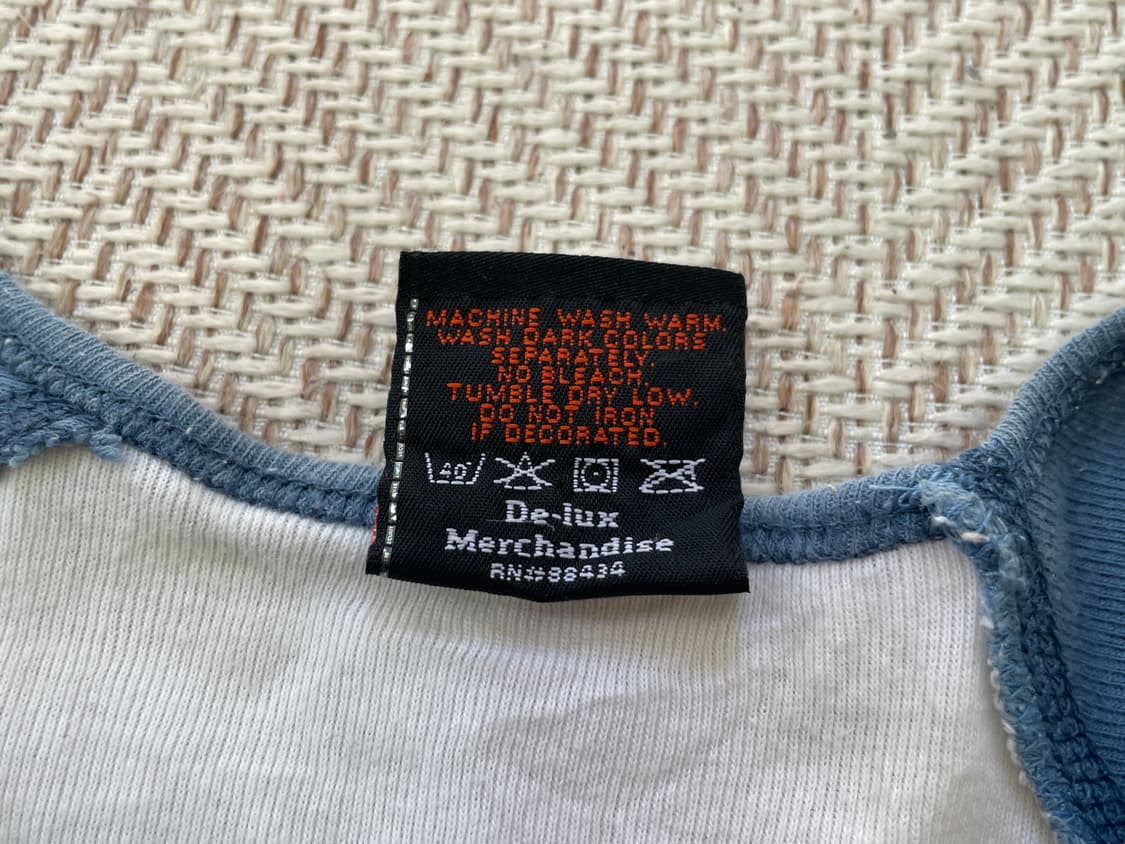 MACHINE WASH WARM.
WASH DARK COLORS
SEPARATELY.
NO BLEACH.
TUMBLE DRY LOW.
DO NOT IRON
IF DECORATED.
40°
De-lux
Merchandise
RN#88434